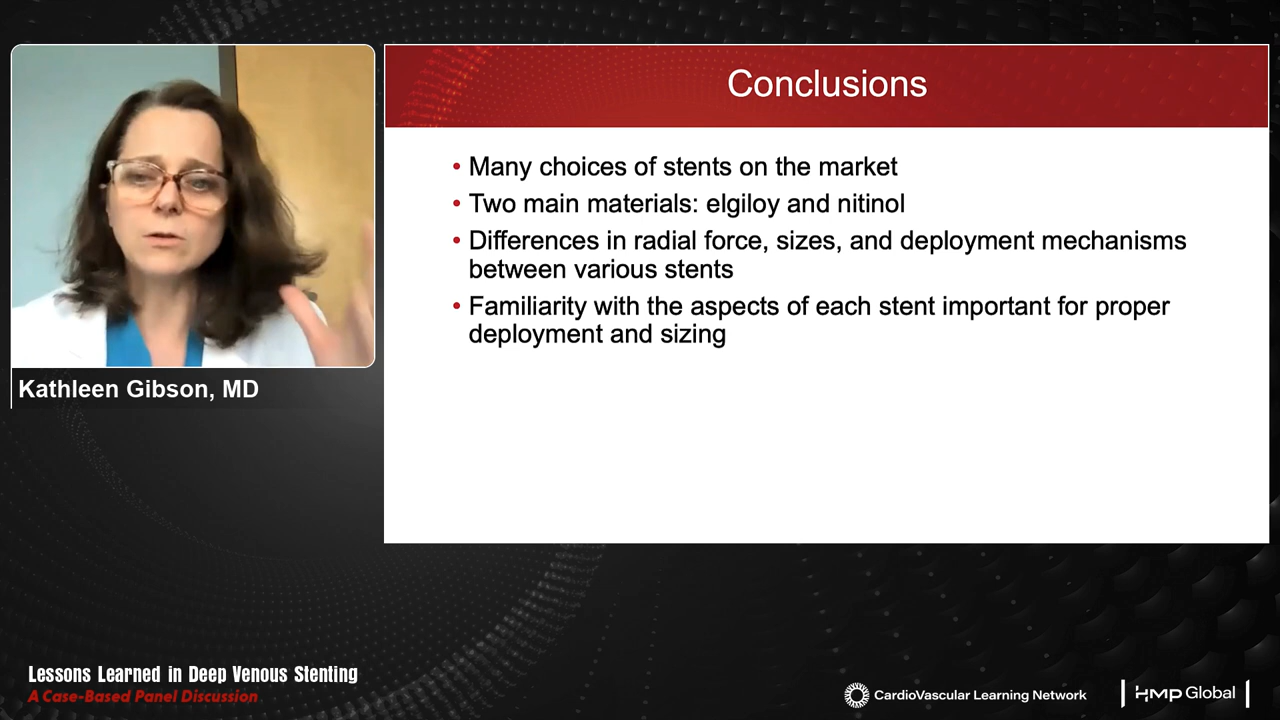 Conclusions
• Many choices of stents on the market
• Two main materials: elgiloy and nitinol
• Differences in radial force, sizes, and deployment mechanisms
between various stents
• Familiarity with the aspects of each stent important for proper
deployment and sizing
Kathleen Gibson, MD
Lessons Learned in Deep Venous Stenting
A Case-Based Panel Discussion
CardioVascular Learning Network
HMP Global